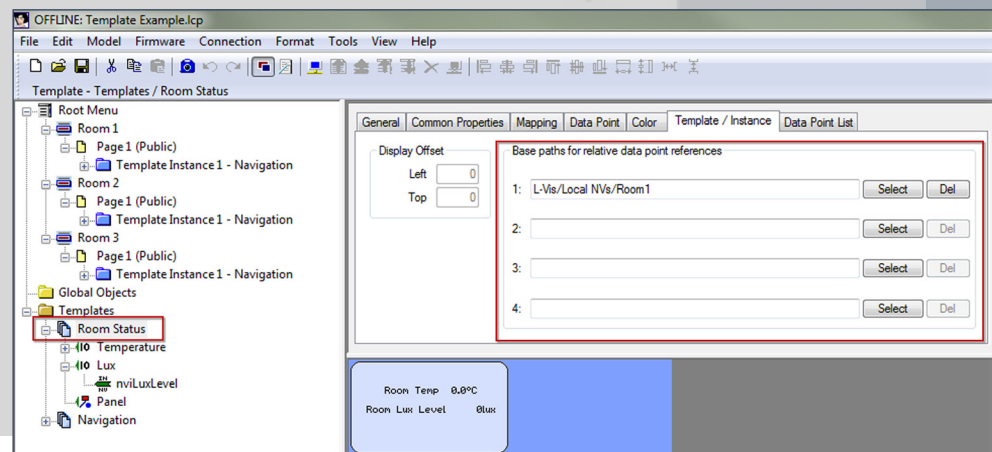 OFFLINE: Template Example.lcp
File Edit Model Firmware Connection Format Tools View Help
Template - Templates / Room Status
Root Menu
Room 1
Page 1 (Public)
Template Instance 1 - Navigation
Room 2
Page 1 (Public)
Template Instance 1 - Navigation
Room 3
Page 1 (Public)
Template Instance 1 - Navigation
Global Objects
Templates
Room Status
IO Temperature
IO Lux
IN NV nviLuxLevel
Panel
Navigation
General Common Properties Mapping Data Point Color Template / Instance Data Point List
Display Offset
Left 0
Top 0
Base paths for relative data point references
1: L-Vis/Local NVs/Room1 Select Del
2: Select Del
3: Select Del
4: Select Del
Room Temp 0.0°C
Room Lux Level 0lux